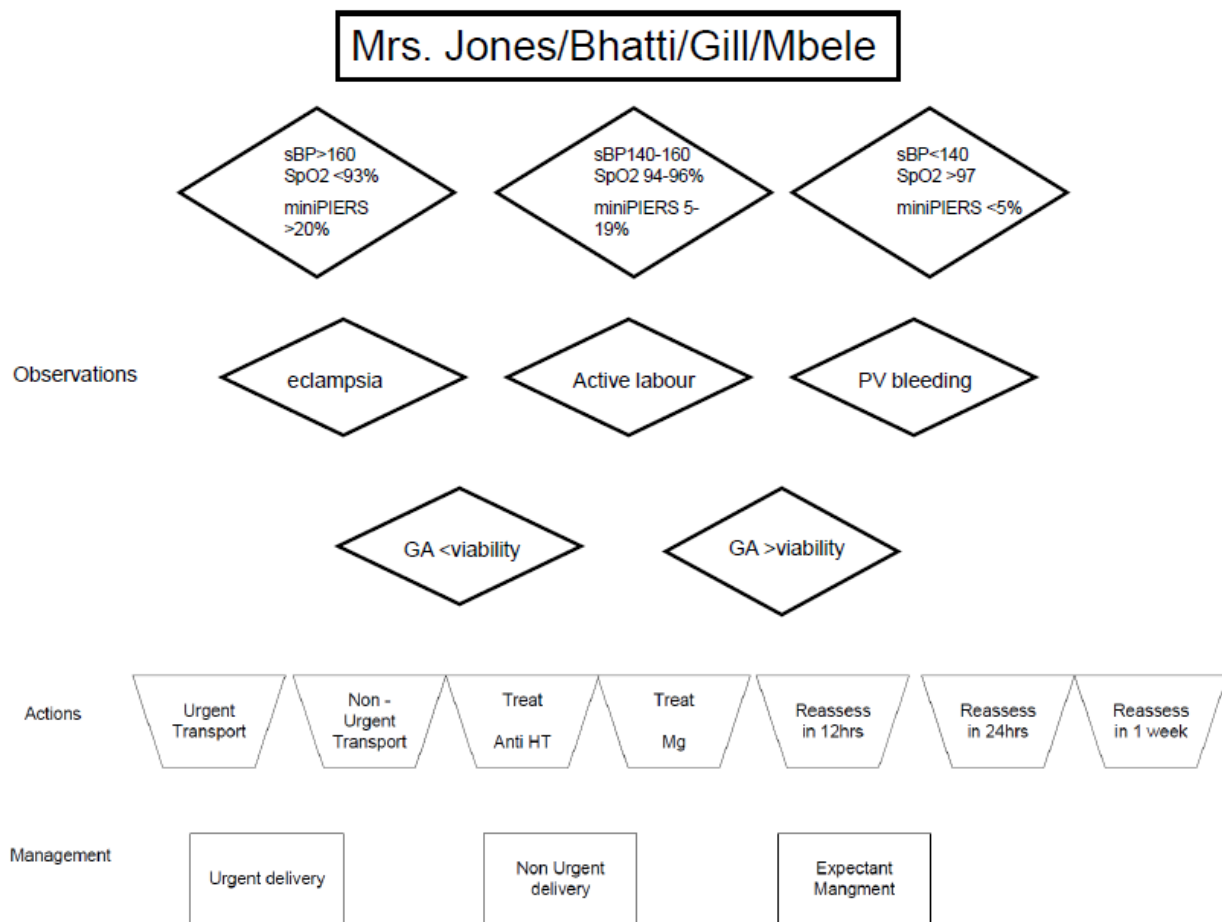 Mrs. Jones/Bhatti/Gill/Mbele
sBP>160
SpO2 <93%
miniPIERS
>20%
sBP140-160
SpO2 94-96%
miniPIERS 5-
19%
sBP<140
SpO2 >97
miniPIERS <5%
Observations
eclampsia
Active labour
PV bleeding
GA <viability
GA >viability
Actions
Urgent
Transport
Non -
Urgent
Transport
Treat
Anti HT
Treat
Mg
Reassess
in 12hrs
Reassess
in 24hrs
Reassess
in 1 week
Management
Urgent delivery
Non Urgent
delivery
Expectant
Mangment